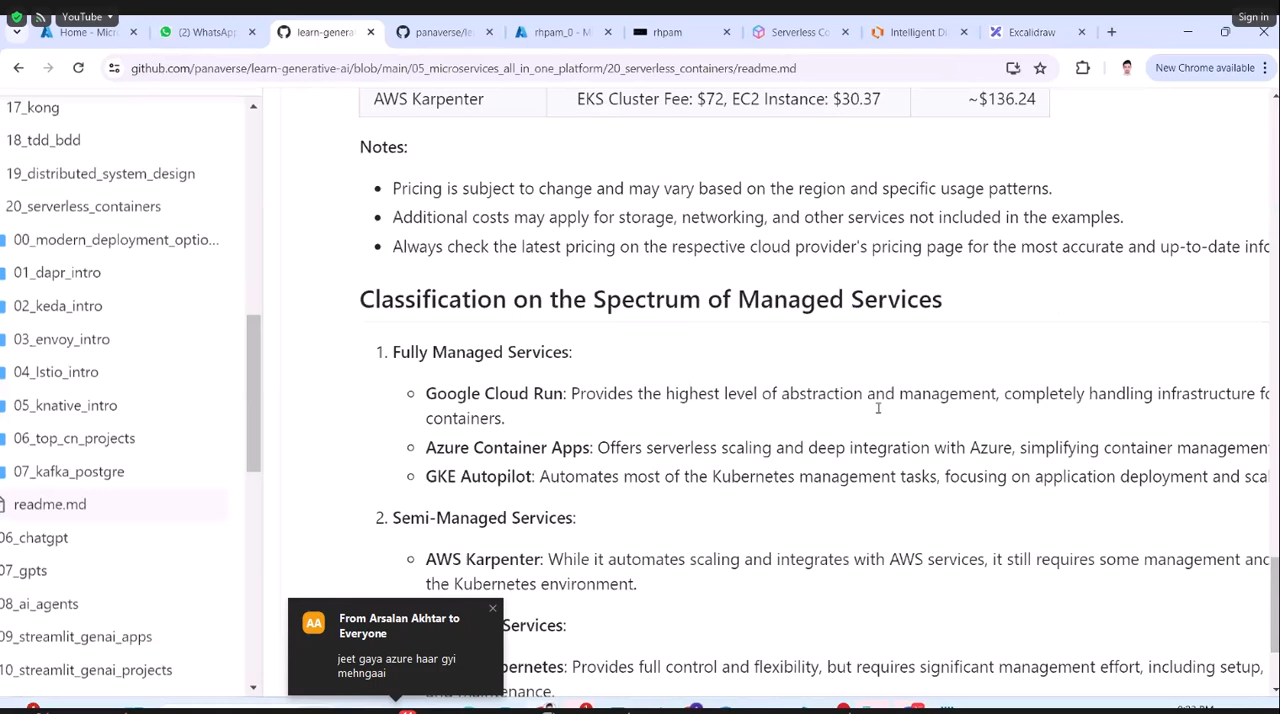 YouTube
Sign in
Home - Micro
(2) WhatsApp
learn-genera
panaverse/le
rhpam_0 - M
rhpam
Serverless Co
Intelligent D
Excalidraw
github.com/panaverse/learn-generative-ai/blob/main/05_microservices_all_in_one_platform/20_serverless_containers/readme.md
New Chrome available
17_kong
18_tdd_bdd
19_distributed_system_design
20_serverless_containers
00_modern_deployment_optio...
01_dapr_intro
02_keda_intro
03_envoy_intro
04_Istio_intro
05_knative_intro
06_top_cn_projects
07_kafka_postgre
readme.md
06_chatgpt
07_gpts
08_ai_agents
09_streamlit_genai_apps
10_streamlit_genai_projects
AWS Karpenter EKS Cluster Fee: $72, EC2 Instance: $30.37 ~$136.24
Notes:
• Pricing is subject to change and may vary based on the region and specific usage patterns.
• Additional costs may apply for storage, networking, and other services not included in the examples.
• Always check the latest pricing on the respective cloud provider's pricing page for the most accurate and up-to-date info
Classification on the Spectrum of Managed Services
1. Fully Managed Services:
Google Cloud Run: Provides the highest level of abstraction and management, completely handling infrastructure fo
containers.
Azure Container Apps: Offers serverless scaling and deep integration with Azure, simplifying container management
GKE Autopilot: Automates most of the Kubernetes management tasks, focusing on application deployment and scal
2. Semi-Managed Services:
AWS Karpenter: While it automates scaling and integrates with AWS services, it still requires some management and
the Kubernetes environment.
Services:
bernetes: Provides full control and flexibility, but requires significant management effort, including setup,
and maintenance.
AA
From Arsalan Akhtar to
Everyone
jeet gaya azure haar gyi
mehngaai